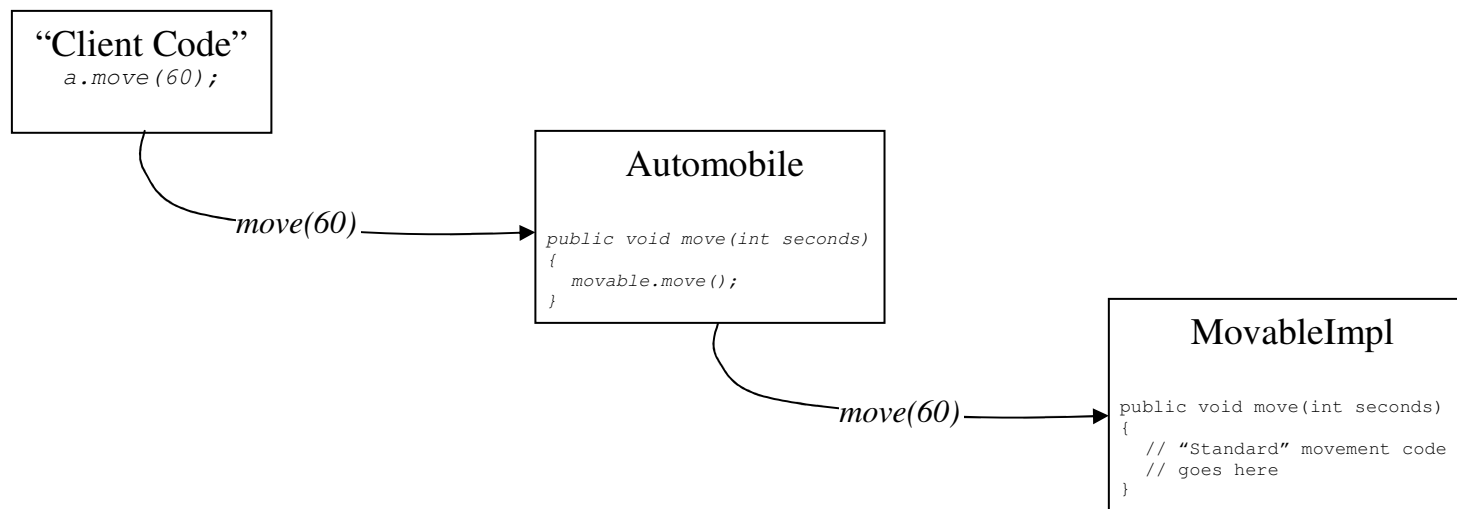 “Client Code”
a.move(60);
move(60)
Automobile
public void move(int seconds)
{
movable.move();
}
move(60)
MovableImpl
public void move(int seconds)
{
// “Standard” movement code
// goes here
}